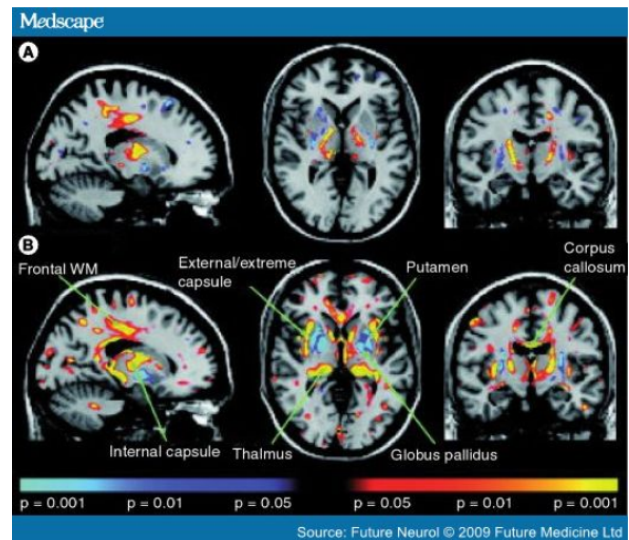 Medscape
A
B
Frontal WM
External/extreme
capsule
Putamen
Corpus
callosum
Internal capsule
Thalmus
Globus pallidus
p = 0.001
p = 0.01
p = 0.05
p = 0.05
p = 0.01
p = 0.001
Source: Future Neurol © 2009 Future Medicine Ltd